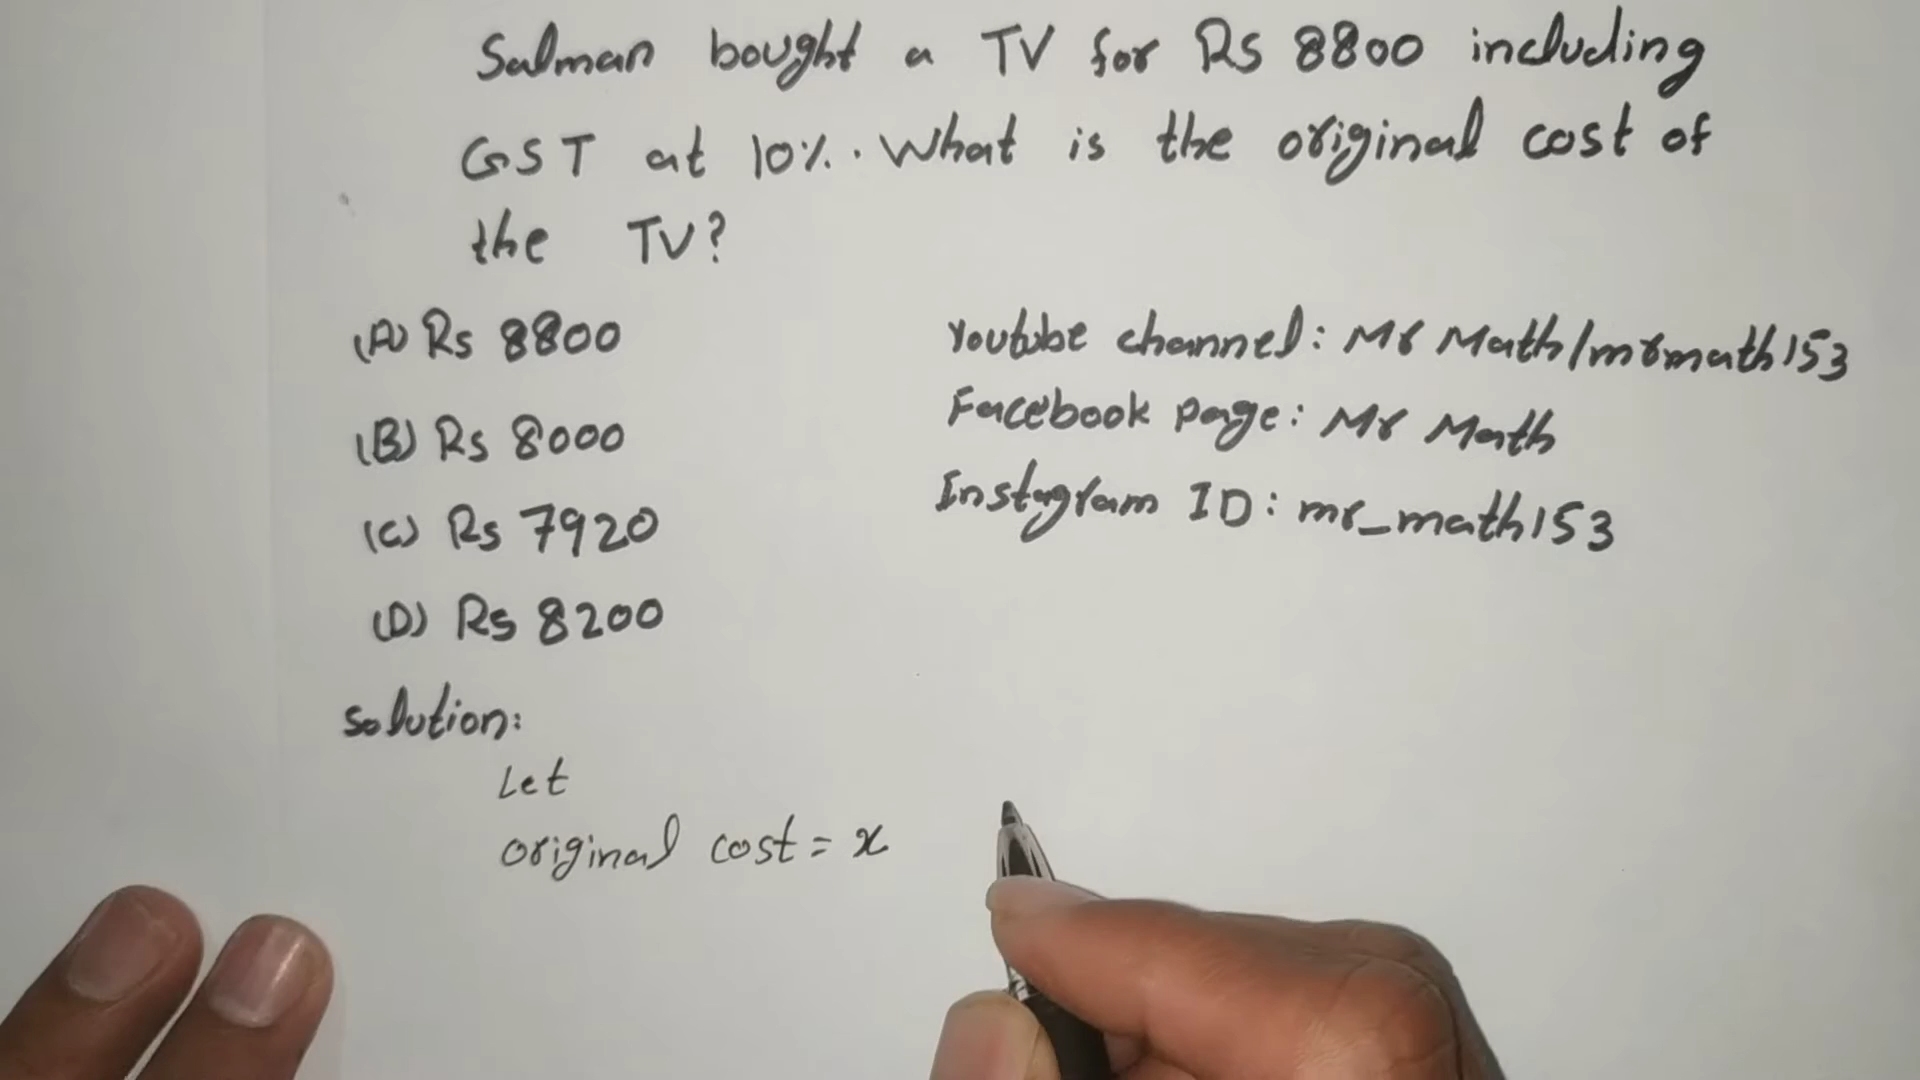 Salman bought a TV for Rs 8800 including
GST at 10%. What is the original cost of
the TV?
(A) Rs 8800
(B) Rs 8000
(C) Rs 7920
(D) Rs 8200
Youtube channel: Mr Math/mrmath153
Facebook page: Mr Math
Instagram ID: mr_math153
Solution:
Let
original cost = x